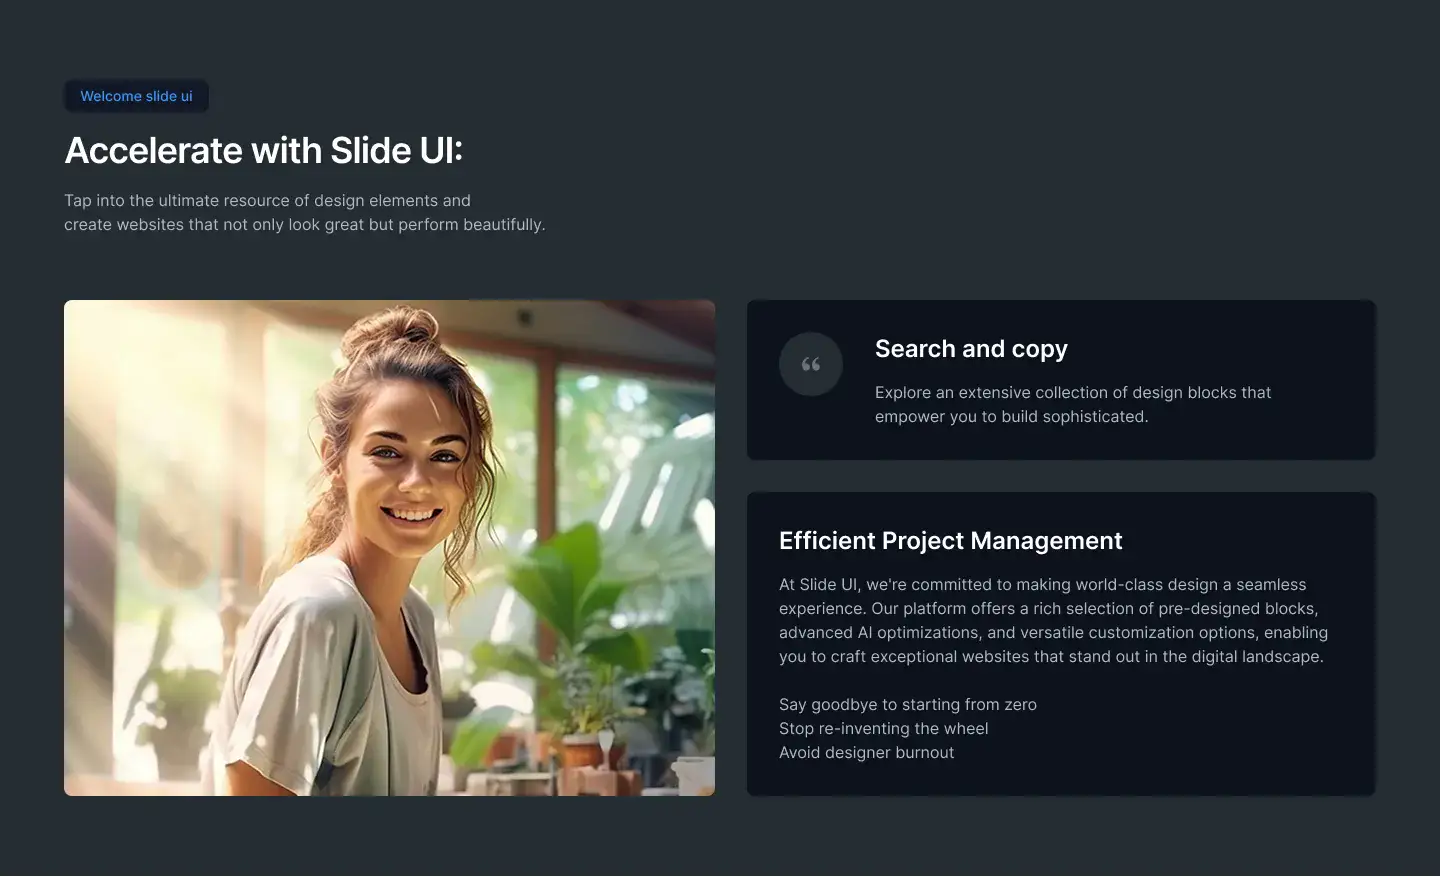 Welcome slide ui
Accelerate with Slide UI:
Tap into the ultimate resource of design elements and
create websites that not only look great but perform beautifully.
“
Search and copy
Explore an extensive collection of design blocks that
empower you to build sophisticated.
Efficient Project Management
At Slide UI, we're committed to making world-class design a seamless
experience. Our platform offers a rich selection of pre-designed blocks,
advanced AI optimizations, and versatile customization options, enabling
you to craft exceptional websites that stand out in the digital landscape.
Say goodbye to starting from zero
Stop re-inventing the wheel
Avoid designer burnout